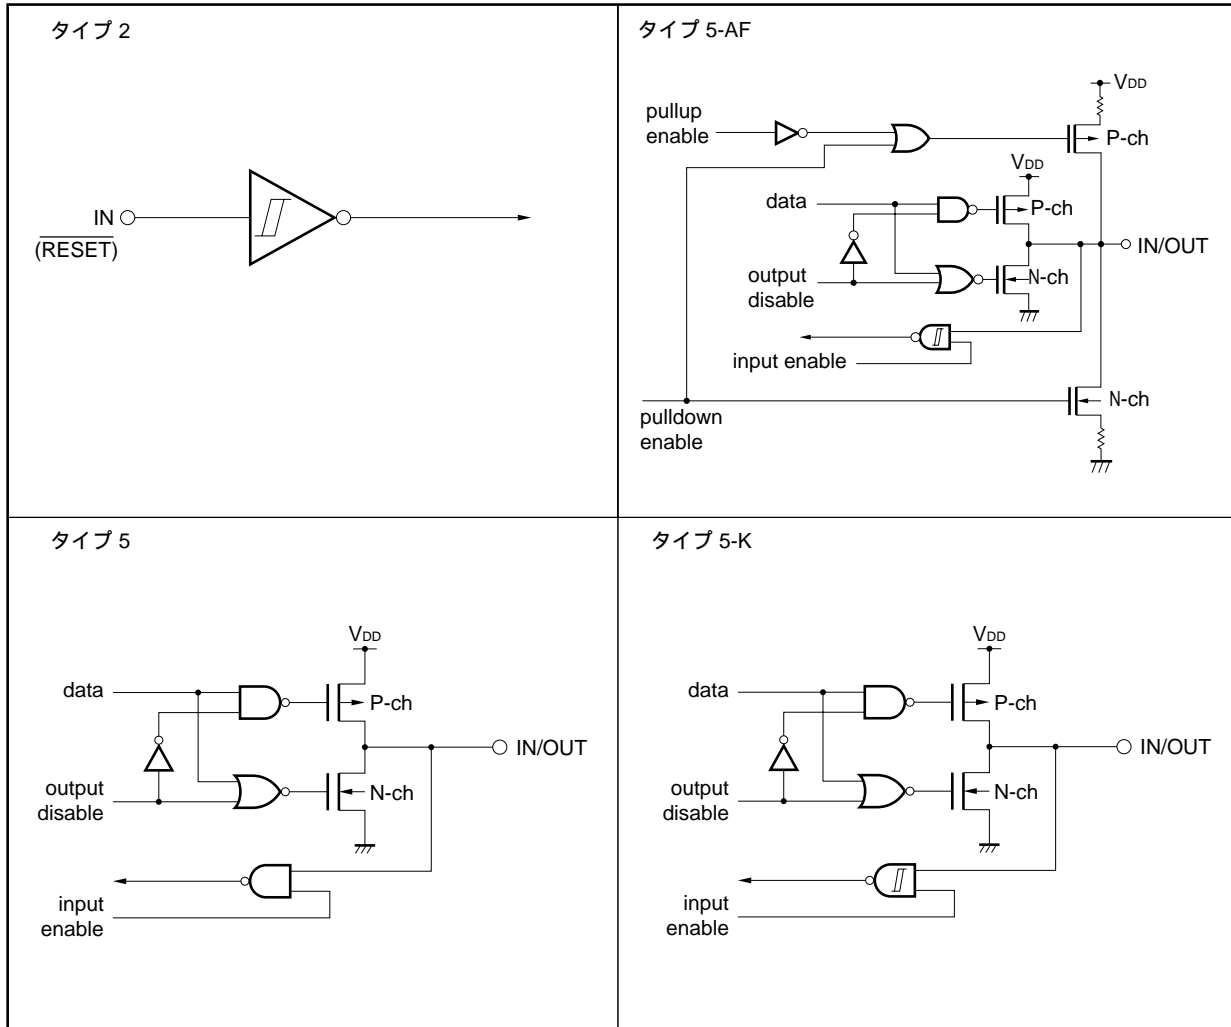 タイプ 2
IN
(RESET)
タイプ 5-AF
VDD
pullup
enable
P-ch
VDD
data
P-ch
IN/OUT
output
disable
N-ch
input enable
pulldown
enable
N-ch
タイプ 5
VDD
data
P-ch
IN/OUT
output
disable
N-ch
input
enable
タイプ 5-K
VDD
data
P-ch
IN/OUT
output
disable
N-ch
input
enable